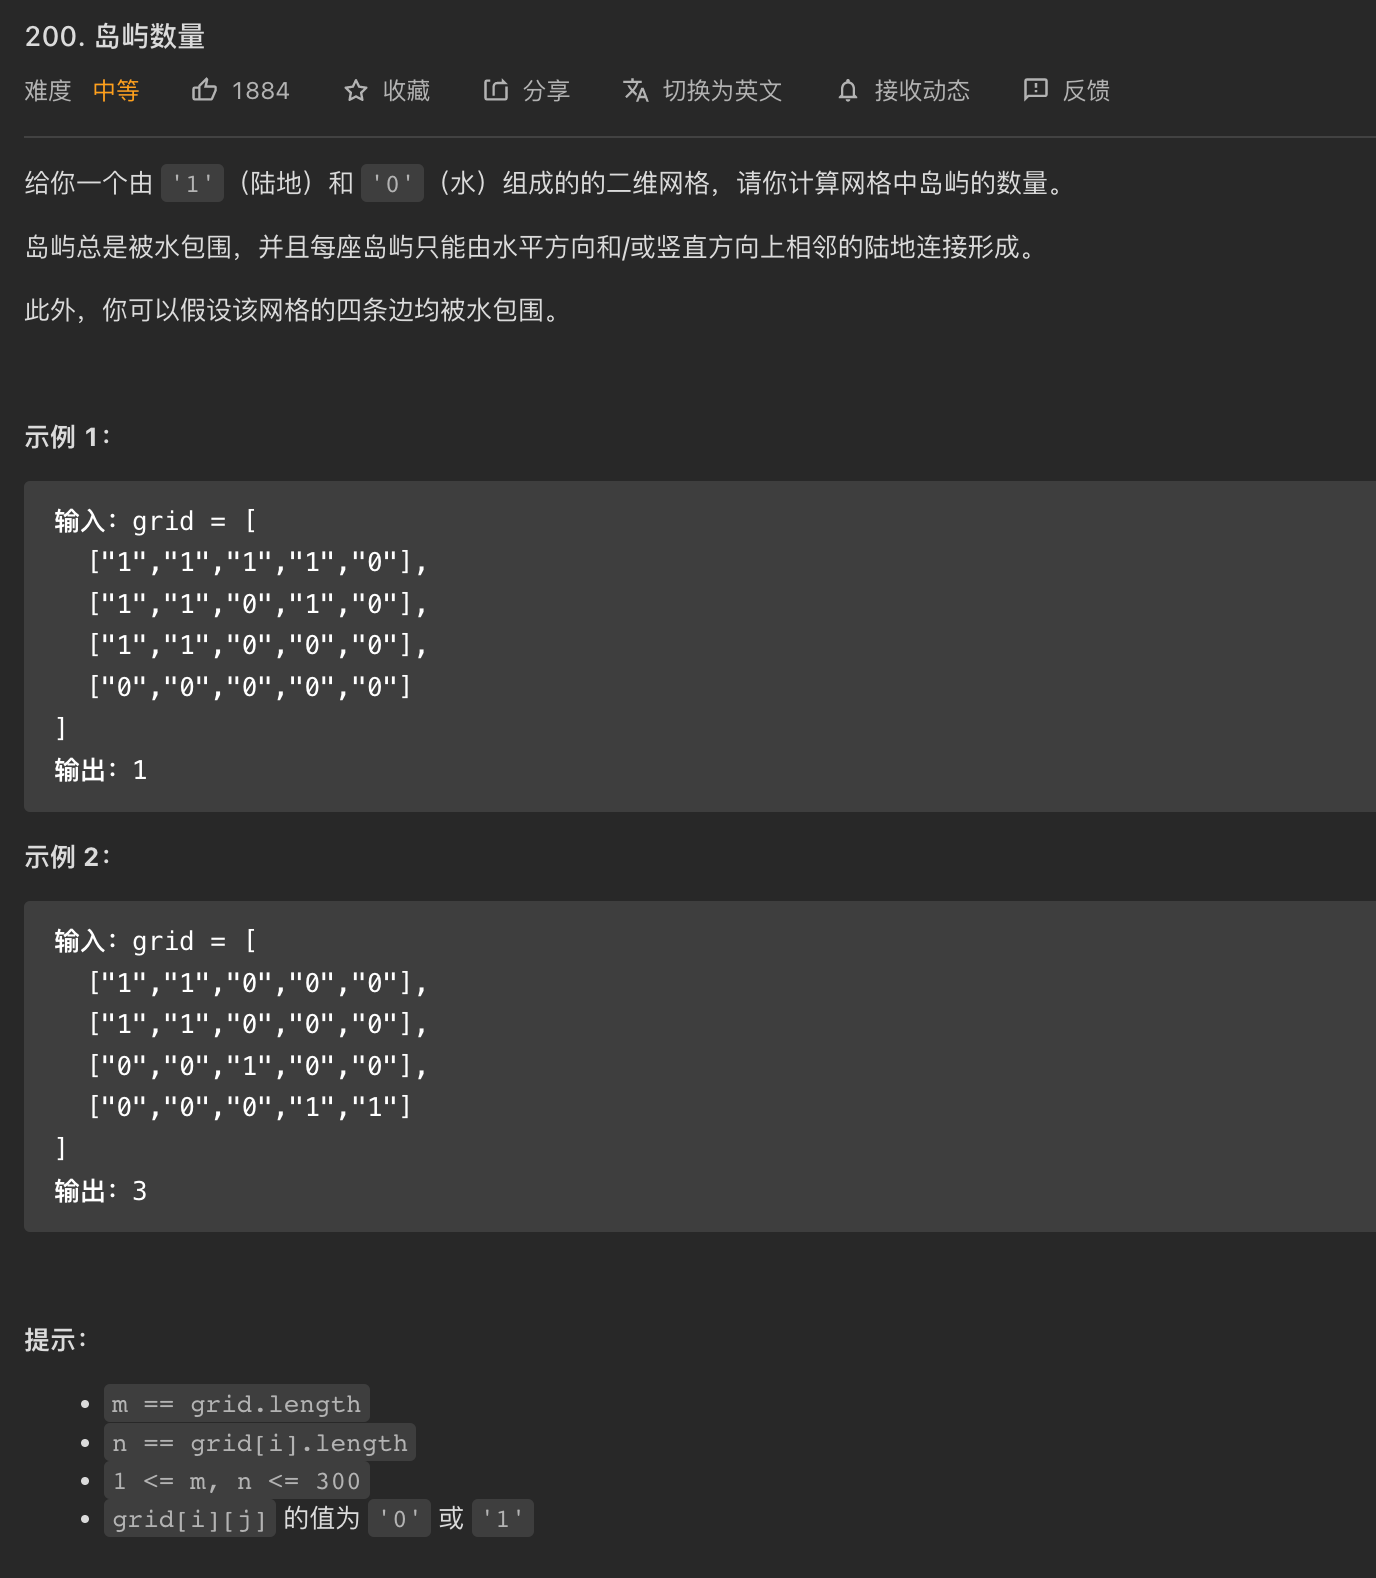 200. 岛屿数量
难度 中等 1884 收藏 分享 切换为英文 接收动态 反馈
给你一个由 '1'（陆地）和 '0'（水）组成的的二维网格，请你计算网格中岛屿的数量。
岛屿总是被水包围，并且每座岛屿只能由水平方向和/或竖直方向上相邻的陆地连接形成。
此外，你可以假设该网格的四条边均被水包围。
示例 1：
输入：grid = [
["1","1","1","1","0"],
["1","1","0","1","0"],
["1","1","0","0","0"],
["0","0","0","0","0"]
]
输出：1
示例 2：
输入：grid = [
["1","1","0","0","0"],
["1","1","0","0","0"],
["0","0","1","0","0"],
["0","0","0","1","1"]
]
输出：3
提示：
m == grid.length
n == grid[i].length
1 <= m, n <= 300
grid[i][j] 的值为 '0' 或 '1'